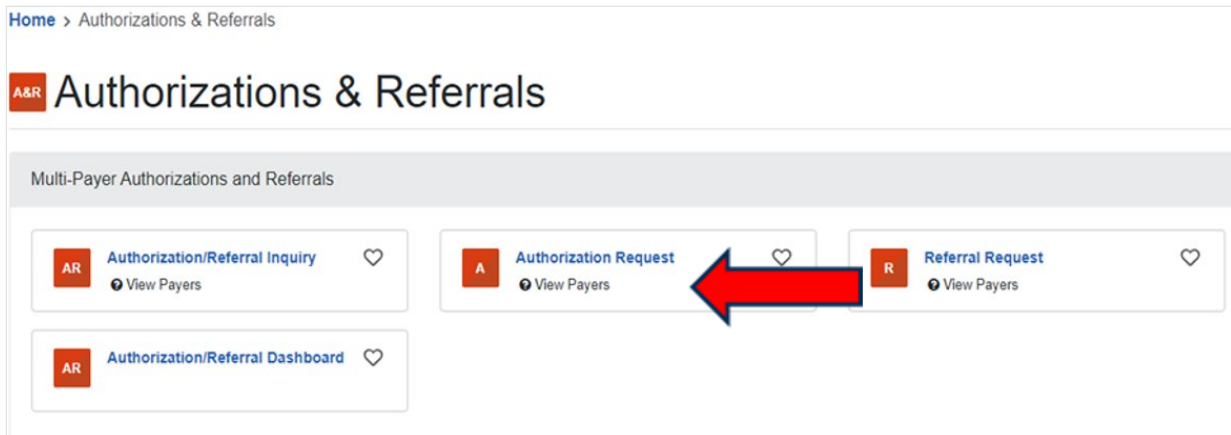 Home > Authorizations & Referrals
A&R Authorizations & Referrals
Multi-Payer Authorizations and Referrals
AR Authorization/Referral Inquiry
View Payers
A Authorization Request
View Payers
R Referral Request
View Payers
AR Authorization/Referral Dashboard